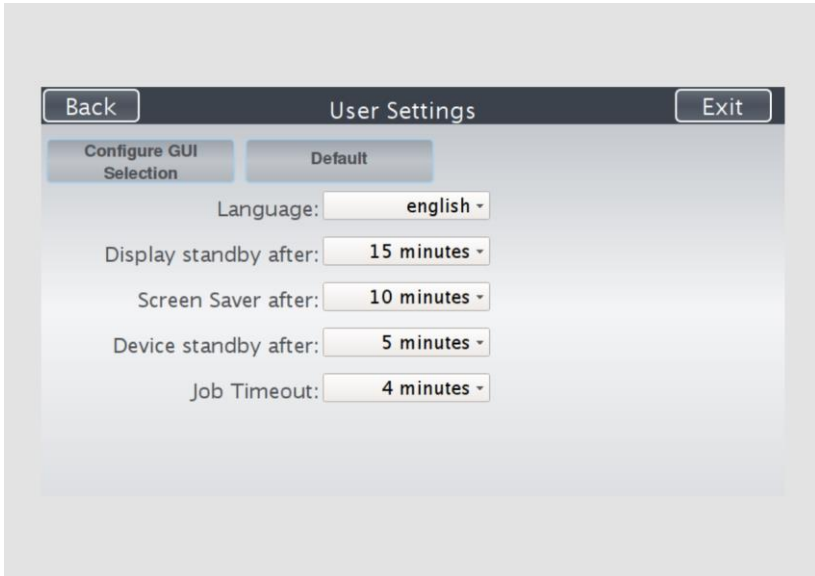 Back
User Settings
Exit
Configure GUI
Selection
Default
Language: english
Display standby after: 15 minutes
Screen Saver after: 10 minutes
Device standby after: 5 minutes
Job Timeout: 4 minutes